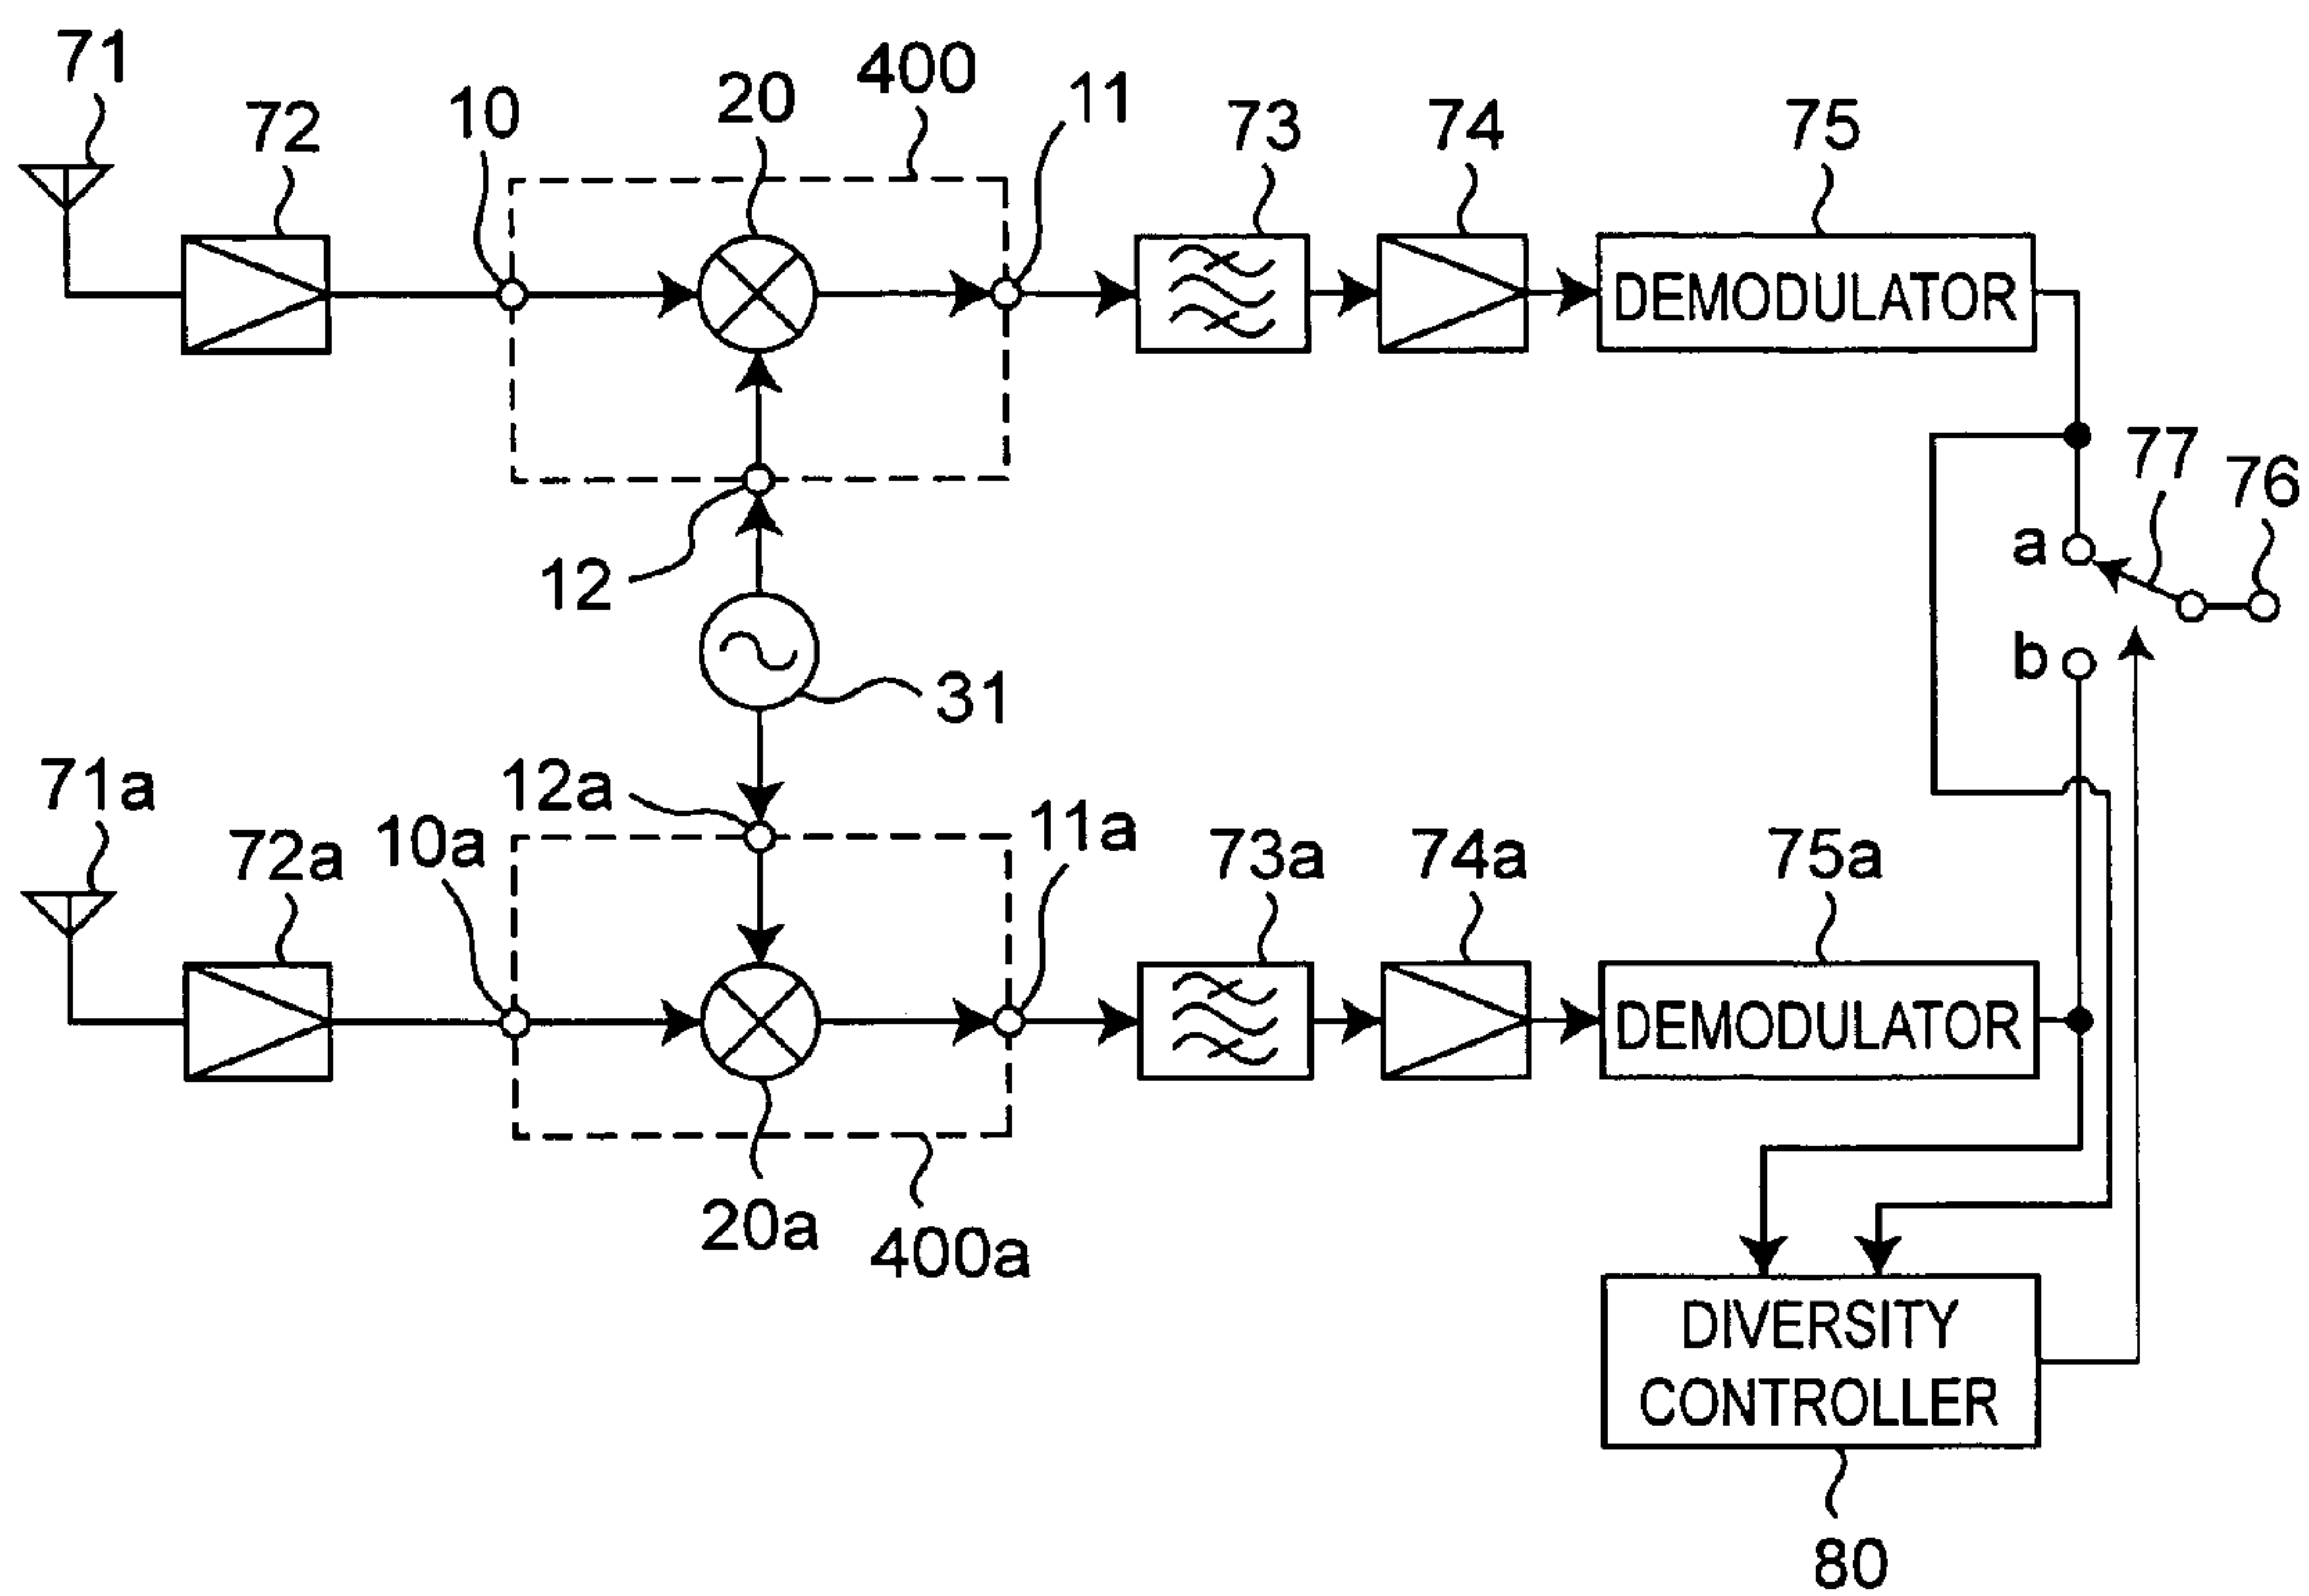 71
72
10
20
400
11
73
74
75
DEMODULATOR
77
76
a
12
b
31
71a
72a
10a
12a
11a
73a
74a
75a
DEMODULATOR
20a
400a
DIVERSITY
CONTROLLER
80